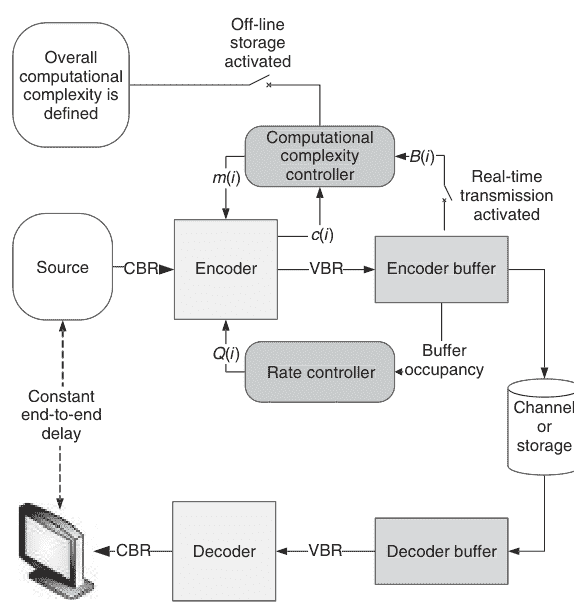 Off-line
storage
activated
Overall
computational
complexity is
defined
Computational
complexity
controller
B(i)
m(i)
Real-time
transmission
activated
c(i)
Source
CBR
Encoder
VBR
Encoder buffer
Q(i)
Rate controller
Buffer
occupancy
Constant
end-to-end
delay
Channel
or
storage
CBR
Decoder
VBR
Decoder buffer